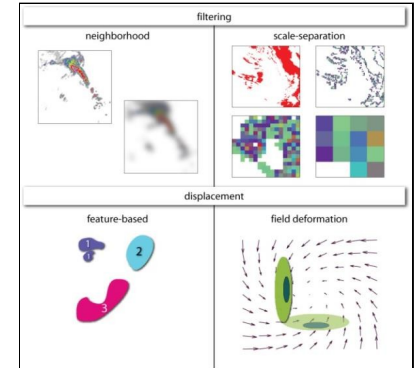 filtering
neighborhood
scale-separation
displacement
feature-based
field deformation
1
1
2
3